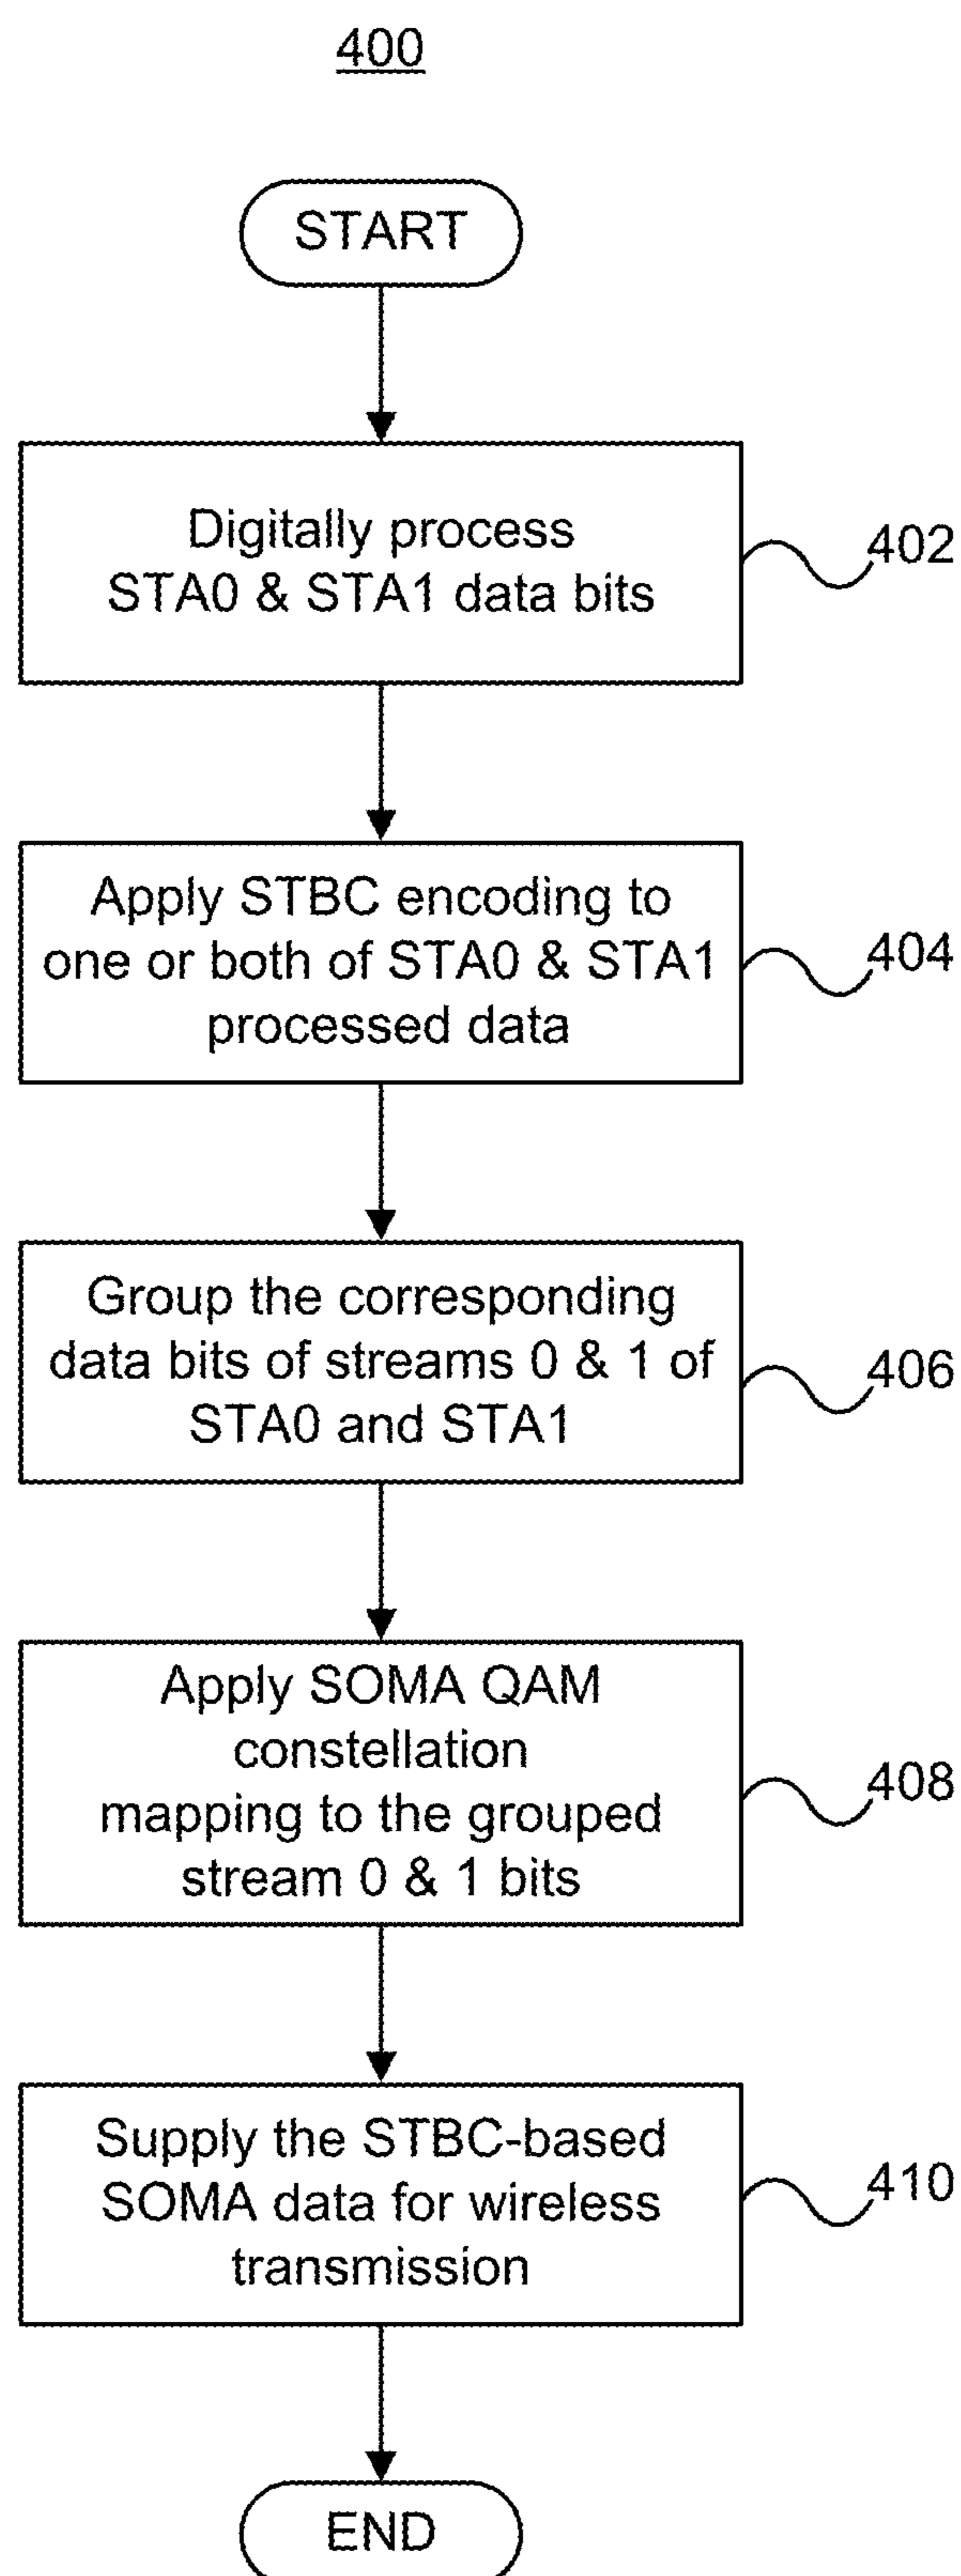 400
START
Digitally process
STA0 & STA1 data bits
402
Apply STBC encoding to
one or both of STA0 & STA1
processed data
404
Group the corresponding
data bits of streams 0 & 1 of
STA0 and STA1
406
Apply SOMA QAM
constellation
mapping to the grouped
stream 0 & 1 bits
408
Supply the STBC-based
SOMA data for wireless
transmission
410
END